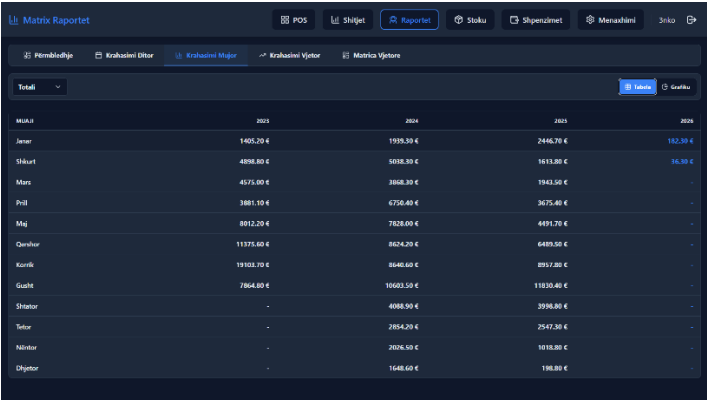 Matrix Raportet POS Shitjet Raportet Stoku Shpenzimet Menaxhimi 3nko
Përmbledhje Krahasimi Ditor Krahasimi Mujor Krahasimi Vjetor Matrica Vjetore
Totali Tabela Grafiku
MUAJI 2023 2024 2025 2026
Janar 1405.20 € 1939.30 € 2446.70 € 182.30 €
Shkurt 4898.80 € 5038.30 € 1613.80 € 36.30 €
Mars 4575.00 € 3868.30 € 1943.50 € -
Prill 3881.10 € 6750.40 € 3675.40 € -
Maj 8012.20 € 7828.00 € 4491.70 € -
Qershor 11375.60 € 8624.20 € 6489.50 € -
Korrik 19103.70 € 8640.60 € 8957.80 € -
Gusht 7864.80 € 10603.50 € 11830.40 € -
Shtator - 4088.90 € 3998.80 € -
Tetor - 2854.20 € 2547.30 € -
Nëntor - 2026.50 € 1018.80 € -
Dhjetor - 1648.60 € 198.80 € -